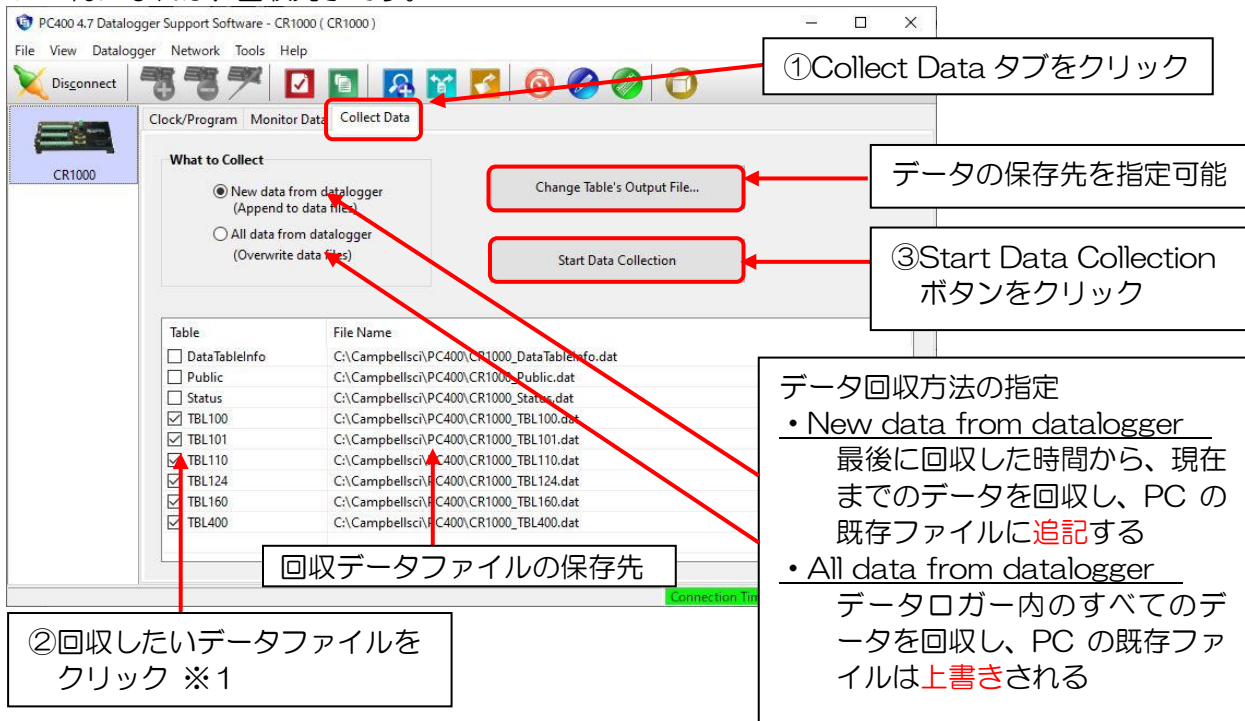 PC400 4.7 Datalogger Support Software - CR1000 ( CR1000 )
File View Datalogger Network Tools Help
Disconnect
①Collect Data タブをクリック
CR1000
Clock/Program Monitor Data Collect Data
What to Collect
New data from datalogger
(Append to data files)
All data from datalogger
(Overwrite data files)
Change Table's Output File...
データの保存先を指定可能
Start Data Collection
③Start Data Collection
ボタンをクリック
Table File Name
DataTableInfo C:\Campbellsci\PC400\CR1000_DataTableInfo.dat
Public C:\Campbellsci\PC400\CR1000_Public.dat
Status C:\Campbellsci\PC400\CR1000_Status.dat
TBL100 C:\Campbellsci\PC400\CR1000_TBL100.dat
TBL101 C:\Campbellsci\PC400\CR1000_TBL101.dat
TBL110 C:\Campbellsci\PC400\CR1000_TBL110.dat
TBL124 C:\Campbellsci\PC400\CR1000_TBL124.dat
TBL160 C:\Campbellsci\PC400\CR1000_TBL160.dat
TBL400 C:\Campbellsci\PC400\CR1000_TBL400.dat
回収データファイルの保存先
Connection
②回収したいデータファイルを
クリック ※1
データ回収方法の指定
・New data from datalogger
最後に回収した時間から、現在
までのデータを回収し、PC の
既存ファイルに追記する
・All data from datalogger
データロガー内のすべてのデ
ータを回収し、PC の既存ファ
イルは上書きされる